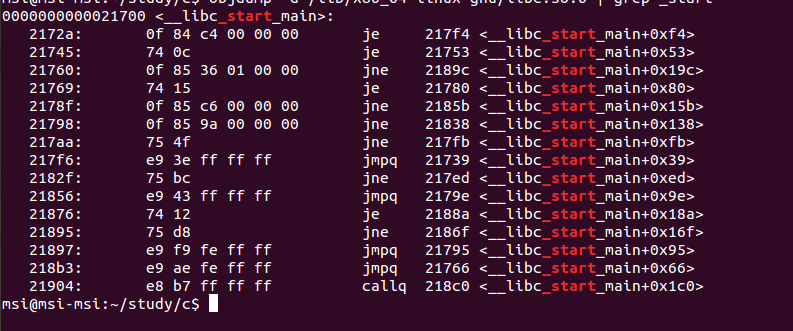 msi@msi-msi:~/study/c$ objdump -d /lib/x86_64-linux-gnu/libc.so.6 | grep _start
0000000000021700 <__libc_start_main>:
2172a: 0f 84 c4 00 00 00 je 217f4 <__libc_start_main+0xf4>
21745: 74 0c je 21753 <__libc_start_main+0x53>
21760: 0f 85 36 01 00 00 jne 2189c <__libc_start_main+0x19c>
21769: 74 15 je 21780 <__libc_start_main+0x80>
2178f: 0f 85 c6 00 00 00 jne 2185b <__libc_start_main+0x15b>
21798: 0f 85 9a 00 00 00 jne 21838 <__libc_start_main+0x138>
217aa: 75 4f jne 217fb <__libc_start_main+0xfb>
217f6: e9 3e ff ff ff jmpq 21739 <__libc_start_main+0x39>
2182f: 75 bc jne 217ed <__libc_start_main+0xed>
21856: e9 43 ff ff ff jmpq 2179e <__libc_start_main+0x9e>
21876: 74 12 je 2188a <__libc_start_main+0x18a>
21895: 75 d8 jne 2186f <__libc_start_main+0x16f>
21897: e9 f9 fe ff ff jmpq 21795 <__libc_start_main+0x95>
218b3: e9 ae fe ff ff jmpq 21766 <__libc_start_main+0x66>
21904: e8 b7 ff ff ff callq 218c0 <__libc_start_main+0x1c0>
msi@msi-msi:~/study/c$